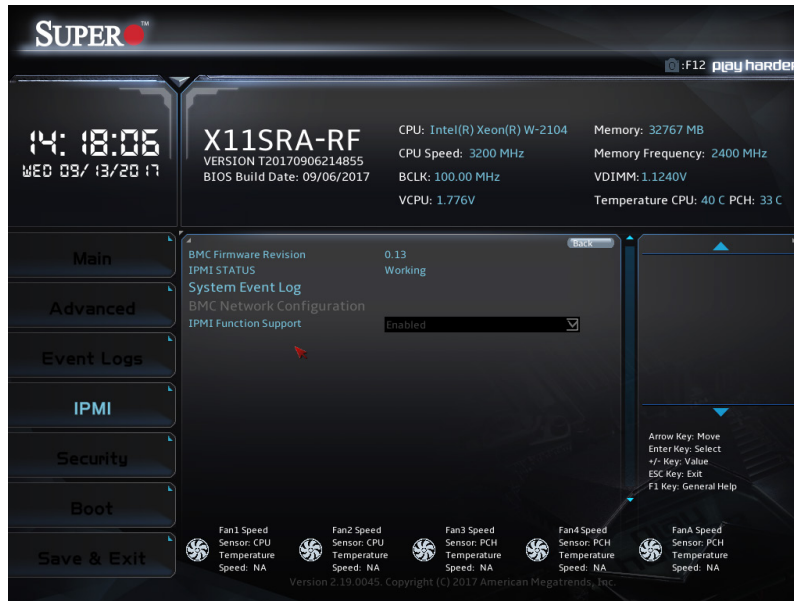 SUPER™
:F12 play harder
14: 18:06
WED 09/ 13/20 17
X11SRA-RF
VERSION T20170906214855
BIOS Build Date: 09/06/2017
CPU: Intel(R) Xeon(R) W-2104
CPU Speed: 3200 MHz
BCLK: 100.00 MHz
VCPU: 1.776V
Memory: 32767 MB
Memory Frequency: 2400 MHz
VDIMM: 1.1240V
Temperature CPU: 40 C PCH: 33 C
Main
Advanced
Event Logs
IPMI
Security
Boot
Save & Exit
Back
BMC Firmware Revision 0.13
IPMI STATUS Working
System Event Log
BMC Network Configuration
IPMI Function Support Enabled
Arrow Key: Move
Enter Key: Select
+/- Key: Value
ESC Key: Exit
F1 Key: General Help
Fan1 Speed
Sensor: CPU
Temperature
Speed: NA
Fan2 Speed
Sensor: CPU
Temperature
Speed: NA
Fan3 Speed
Sensor: PCH
Temperature
Speed: NA
Fan4 Speed
Sensor: PCH
Temperature
Speed: NA
FanA Speed
Sensor: PCH
Temperature
Speed: NA
Version 2.19.0045. Copyright (C) 2017 American Megatrends, Inc.